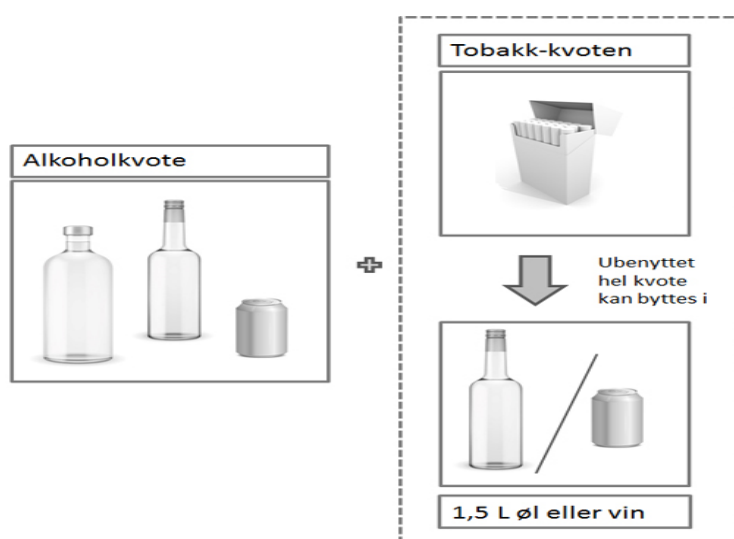 Alkoholkvote
Tobakk-kvoten
Ubenyttet
hel kvote
kan byttes i
1,5 L øl eller vin